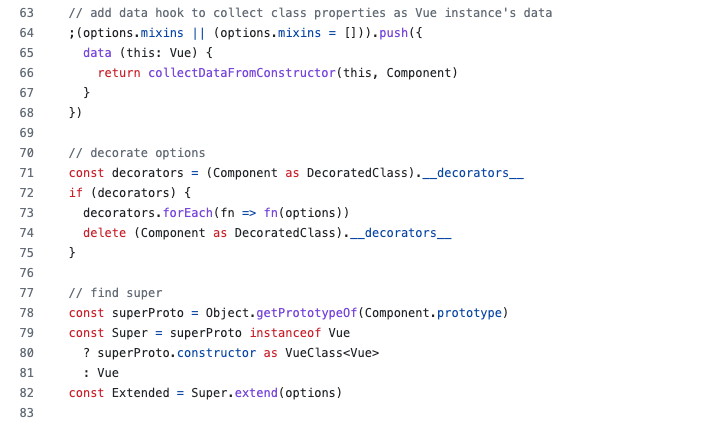 63 // add data hook to collect class properties as Vue instance's data
64 ;(options.mixins || (options.mixins = [])).push({
65 data (this: Vue) {
66 return collectDataFromConstructor(this, Component)
67 }
68 })
69
70 // decorate options
71 const decorators = (Component as DecoratedClass).__decorators__
72 if (decorators) {
73 decorators.forEach(fn => fn(options))
74 delete (Component as DecoratedClass).__decorators__
75 }
76
77 // find super
78 const superProto = Object.getPrototypeOf(Component.prototype)
79 const Super = superProto instanceof Vue
80 ? superProto.constructor as VueClass<Vue>
81 : Vue
82 const Extended = Super.extend(options)
83